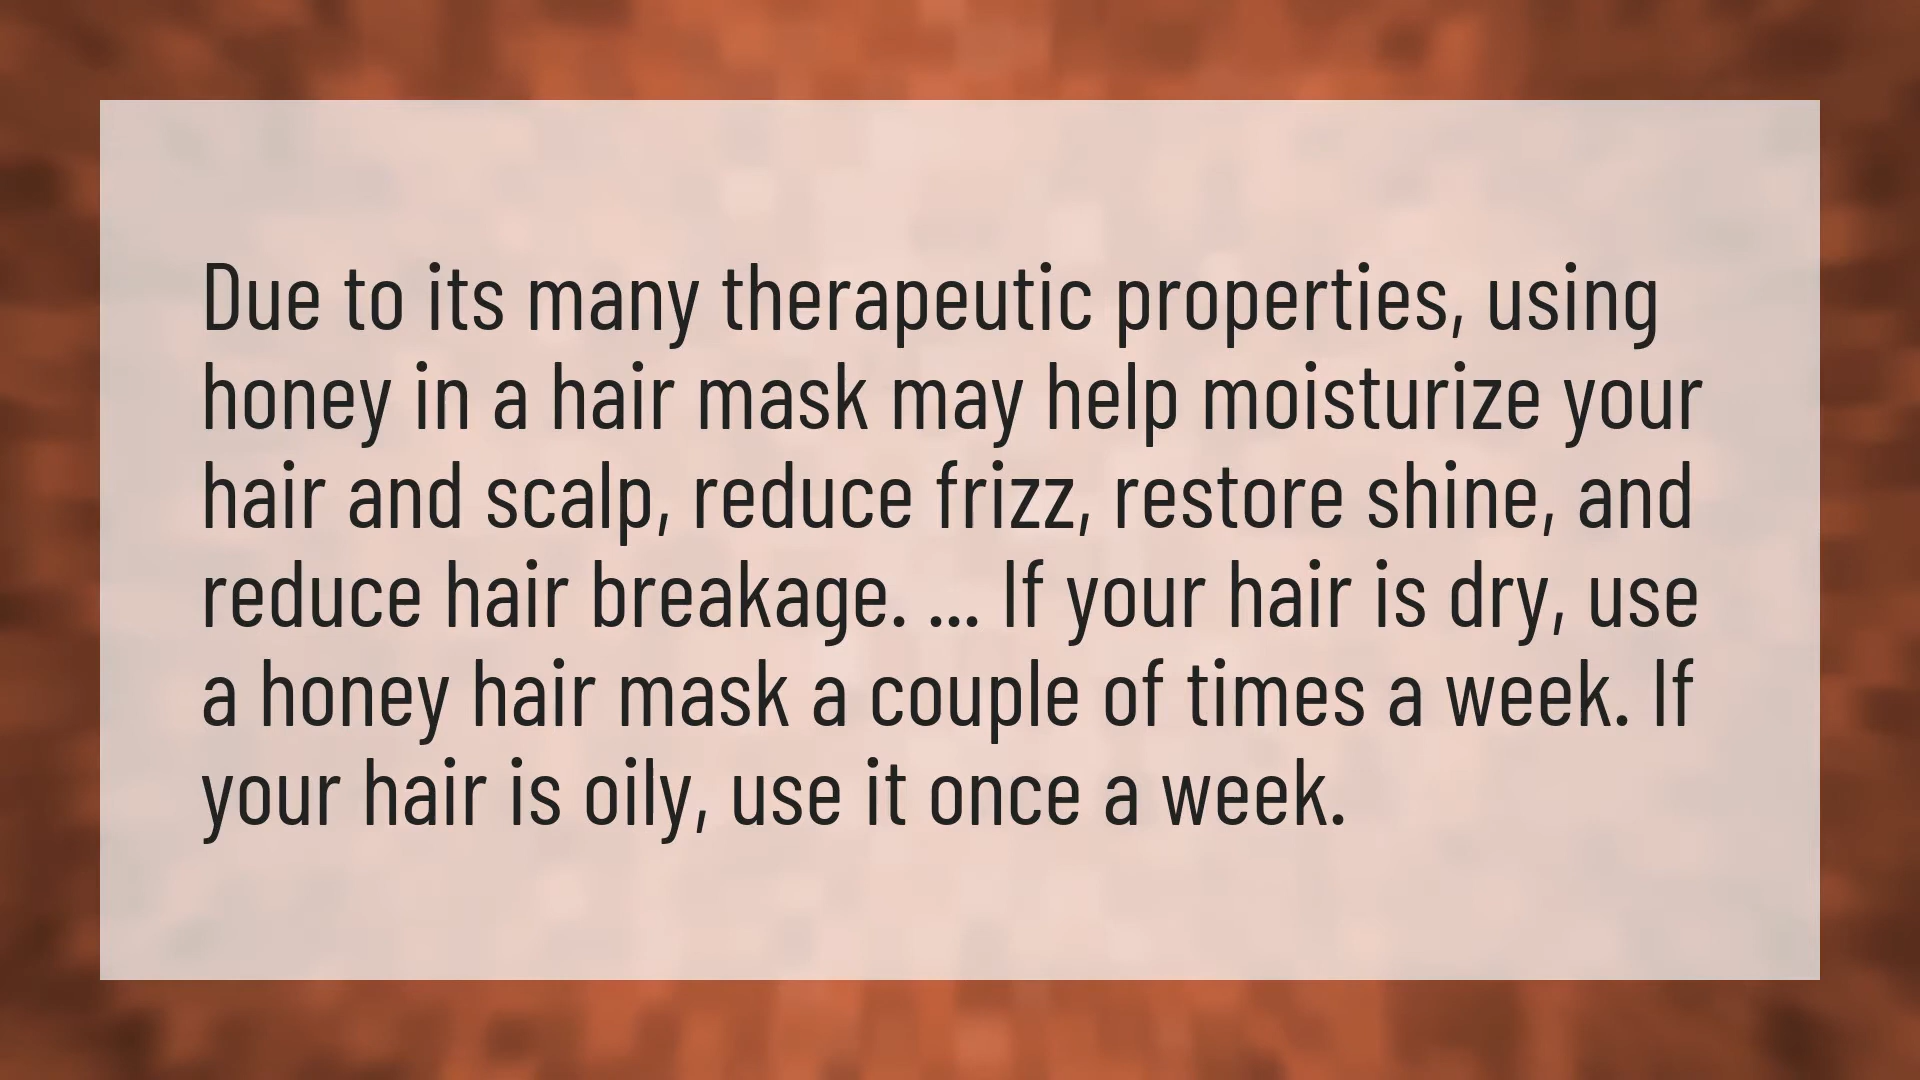 Due to its many therapeutic properties, using
honey in a hair mask may help moisturize your
hair and scalp, reduce frizz, restore shine, and
reduce hair breakage. ... If your hair is dry, use
a honey hair mask a couple of times a week. If
your hair is oily, use it once a week.